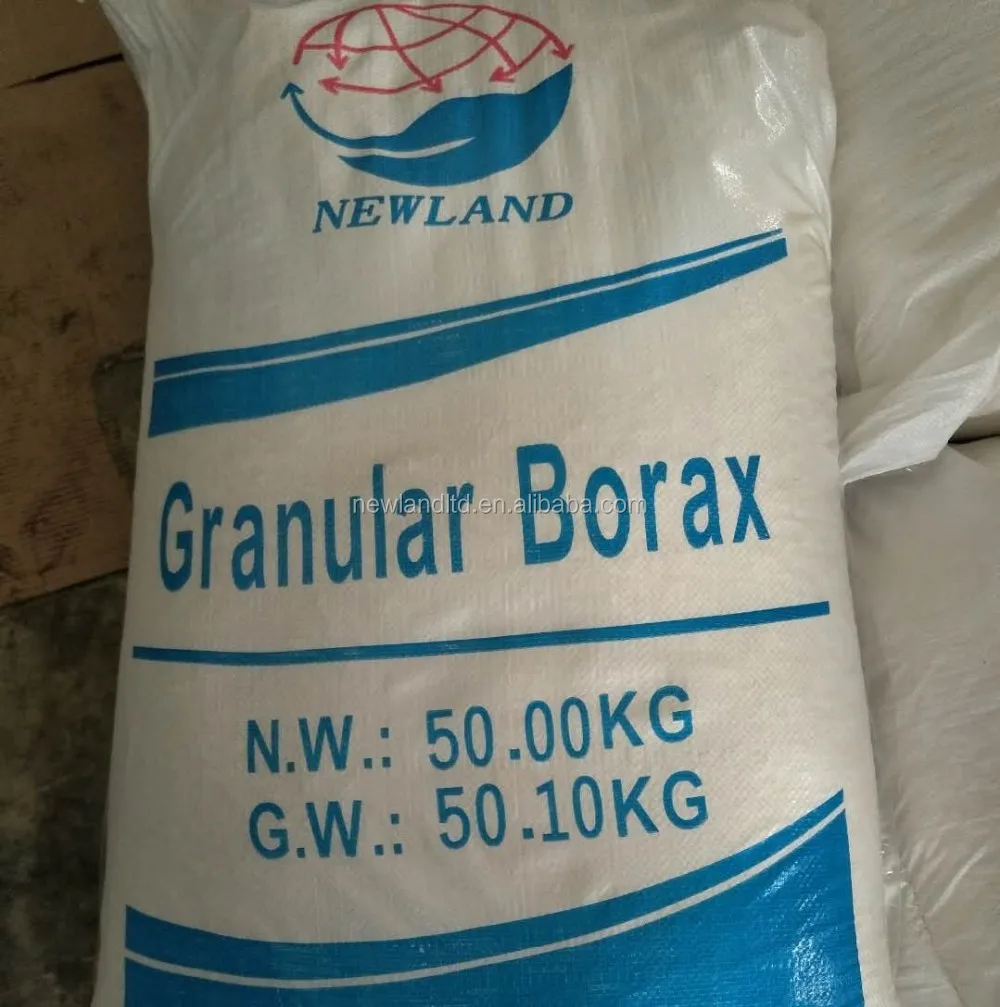 NEWLAND
Granular Borax
newlandltd.en.alibaba.com
N.W.: 50.00KG
G.W.: 50.10KG